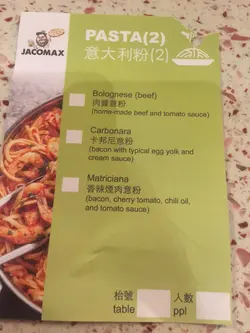 JACOMAX
PASTA(2)
意大利粉(2)
Bolognese (beef)
肉醬意粉
(home-made beef and tomato sauce)
Carbonara
卡邦尼意粉
(bacon with typical egg yolk and
cream sauce)
Matriciana
香辣煙肉意粉
(bacon, cherry tomato, chili oil,
and tomato sauce)
枱號 人數
table ppl